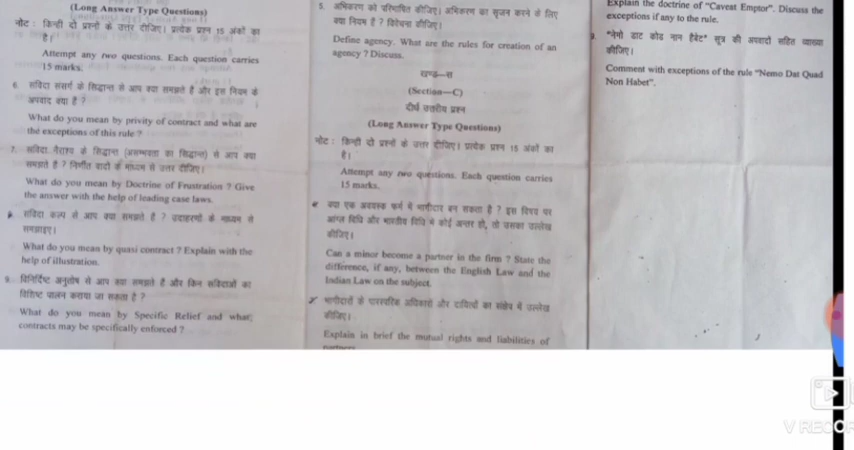 (Long Answer Type Questions)
नोट : किन्हीं दो प्रश्नों के उत्तर दीजिए। प्रत्येक प्रश्न 15 अंकों का
है।
Attempt any two questions. Each question carries
15 marks.
6. संविदा संसर्ग के सिद्धान्त से आप क्या समझते हैं और इस नियम के
अपवाद क्या हैं ?
What do you mean by privity of contract and what are
the exceptions of this rule ?
7. संविदा नैराश्य के सिद्धान्त (असम्भवता का सिद्धान्त) से आप क्या
समझते हैं ? निर्णीत वादों के माध्यम से उत्तर दीजिए।
What do you mean by Doctrine of Frustration ? Give
the answer with the help of leading case laws.
संविदा कल्प से आप क्या समझते हैं ? उदाहरणों के माध्यम से
समझाइए।
What do you mean by quasi contract ? Explain with the
help of illustration.
9. विनिर्दिष्ट अनुतोष से आप क्या समझते हैं और किन संविदाओं का
विशिष्ट पालन कराया जा सकता है ?
What do you mean by Specific Relief and what
contracts may be specifically enforced ?
5. अभिकरण को परिभाषित कीजिए। अभिकरण का सृजन करने के लिए
क्या नियम हैं ? विवेचना कीजिए।
Define agency. What are the rules for creation of an
agency ? Discuss.
खण्ड—स
(Section—C)
दीर्घ उत्तरीय प्रश्न
(Long Answer Type Questions)
नोट : किन्हीं दो प्रश्नों के उत्तर दीजिए। प्रत्येक प्रश्न 15 अंकों का
है।
Attempt any two questions. Each question carries
15 marks.
क्या एक अवयस्क फर्म में भागीदार बन सकता है ? इस विषय पर
आंग्ल विधि और भारतीय विधि में कोई अन्तर हो, तो उसका उल्लेख
कीजिए।
Can a minor become a partner in the firm ? State the
difference, if any, between the English Law and the
Indian Law on the subject.
भागीदारों के पारस्परिक अधिकारों और दायित्वों का संक्षेप में उल्लेख
कीजिए।
Explain in brief the mutual rights and liabilities of
partners
Explain the doctrine of "Caveat Emptor". Discuss the
exceptions if any to the rule.
9. "नेमो डाट कोड नान हैबेट" सूत्र की अपवादों सहित व्याख्या
कीजिए।
Comment with exceptions of the rule "Nemo Dat Quad
Non Habet".
V RECOR